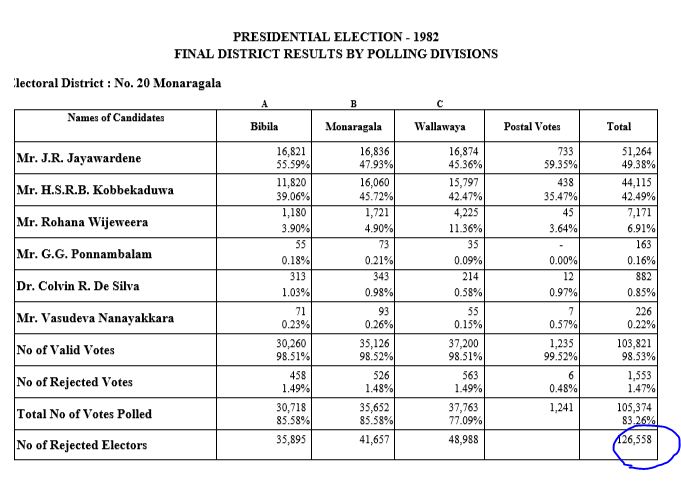 PRESIDENTIAL ELECTION - 1982
FINAL DISTRICT RESULTS BY POLLING DIVISIONS
lectoral District : No. 20 Monaragala
A B C
Names of Candidates Bibila Monaragala Wallawaya Postal Votes Total
Mr. J.R. Jayawardene 16,821 16,836 16,874 733 51,264
55.59% 47.93% 45.36% 59.35% 49.38%
Mr. H.S.R.B. Kobbekaduwa 11,820 16,060 15,797 438 44,115
39.06% 45.72% 42.47% 35.47% 42.49%
Mr. Rohana Wijeweera 1,180 1,721 4,225 45 7,171
3.90% 4.90% 11.36% 3.64% 6.91%
Mr. G.G. Ponnambalam 55 73 35 - 163
0.18% 0.21% 0.09% 0.00% 0.16%
Dr. Colvin R. De Silva 313 343 214 12 882
1.03% 0.98% 0.58% 0.97% 0.85%
Mr. Vasudeva Nanayakkara 71 93 55 7 226
0.23% 0.26% 0.15% 0.57% 0.22%
No of Valid Votes 30,260 35,126 37,200 1,235 103,821
98.51% 98.52% 98.51% 99.52% 98.53%
No of Rejected Votes 458 526 563 6 1,553
1.49% 1.48% 1.49% 0.48% 1.47%
Total No of Votes Polled 30,718 35,652 37,763 1,241 105,374
85.58% 85.58% 77.09% 83.26%
No of Rejected Electors 35,895 41,657 48,988 126,558